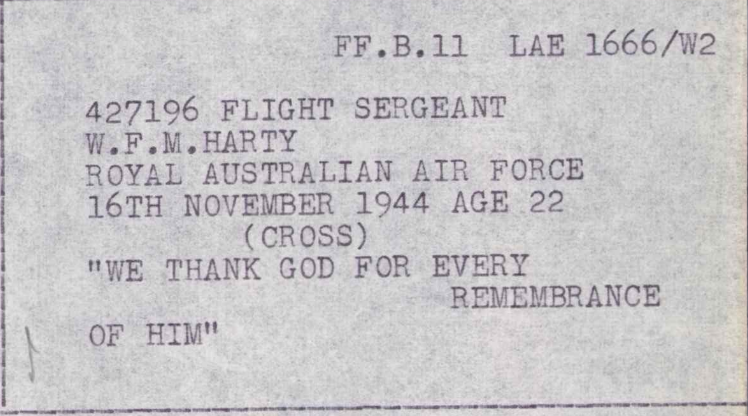 FF.B.11 LAE 1666/W2
427196 FLIGHT SERGEANT
W.F.M.HARTY
ROYAL AUSTRALIAN AIR FORCE
16TH NOVEMBER 1944 AGE 22
(CROSS)
"WE THANK GOD FOR EVERY
REMEMBRANCE
OF HIM"